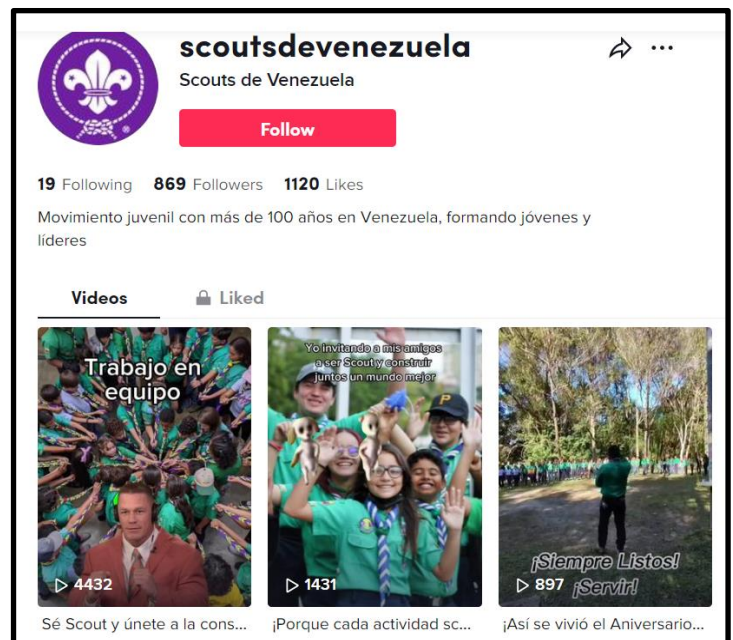 scoutsdevenezuela
Scouts de Venezuela
Follow
19 Following 869 Followers 1120 Likes
Movimiento juvenil con más de 100 años en Venezuela, formando jóvenes y
líderes
Videos Liked
Trabajo en
equipo
4432
Sé Scout y únete a la cons...
Yo invitando a mis amigos
a ser Scout y construir
juntos un mundo mejor
P
1431
¡Porque cada actividad sc...
¡Siempre Listos!
¡Servir!
897
¡Así se vivió el Aniversario...